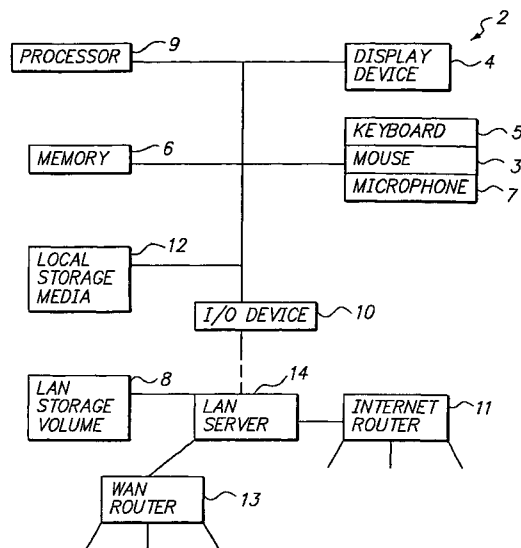 2
PROCESSOR
9
DISPLAY
DEVICE
4
KEYBOARD
5
MEMORY
6
MOUSE
3
MICROPHONE
7
LOCAL
STORAGE
MEDIA
12
I/O DEVICE
10
LAN
STORAGE
VOLUME
8
LAN
SERVER
14
INTERNET
ROUTER
11
WAN
ROUTER
13